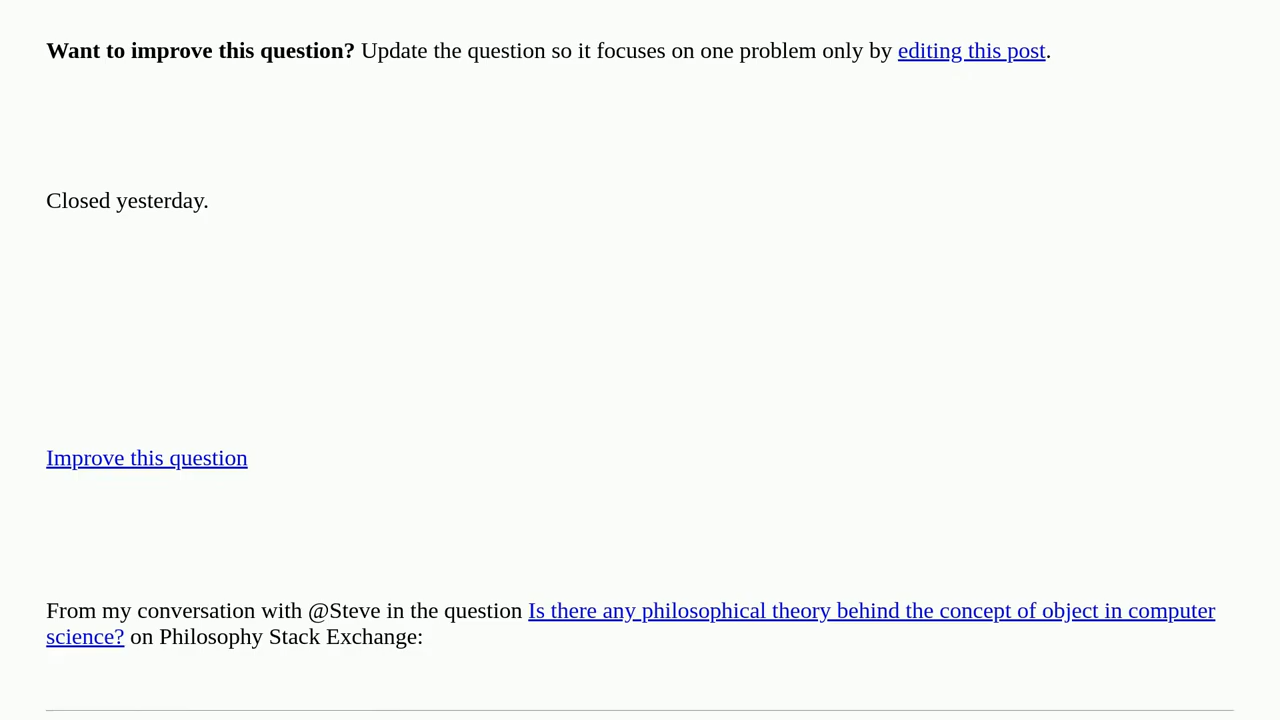 Want to improve this question? Update the question so it focuses on one problem only by editing this post.
Closed yesterday.
Improve this question
From my conversation with @Steve in the question Is there any philosophical theory behind the concept of object in computer
science? on Philosophy Stack Exchange: